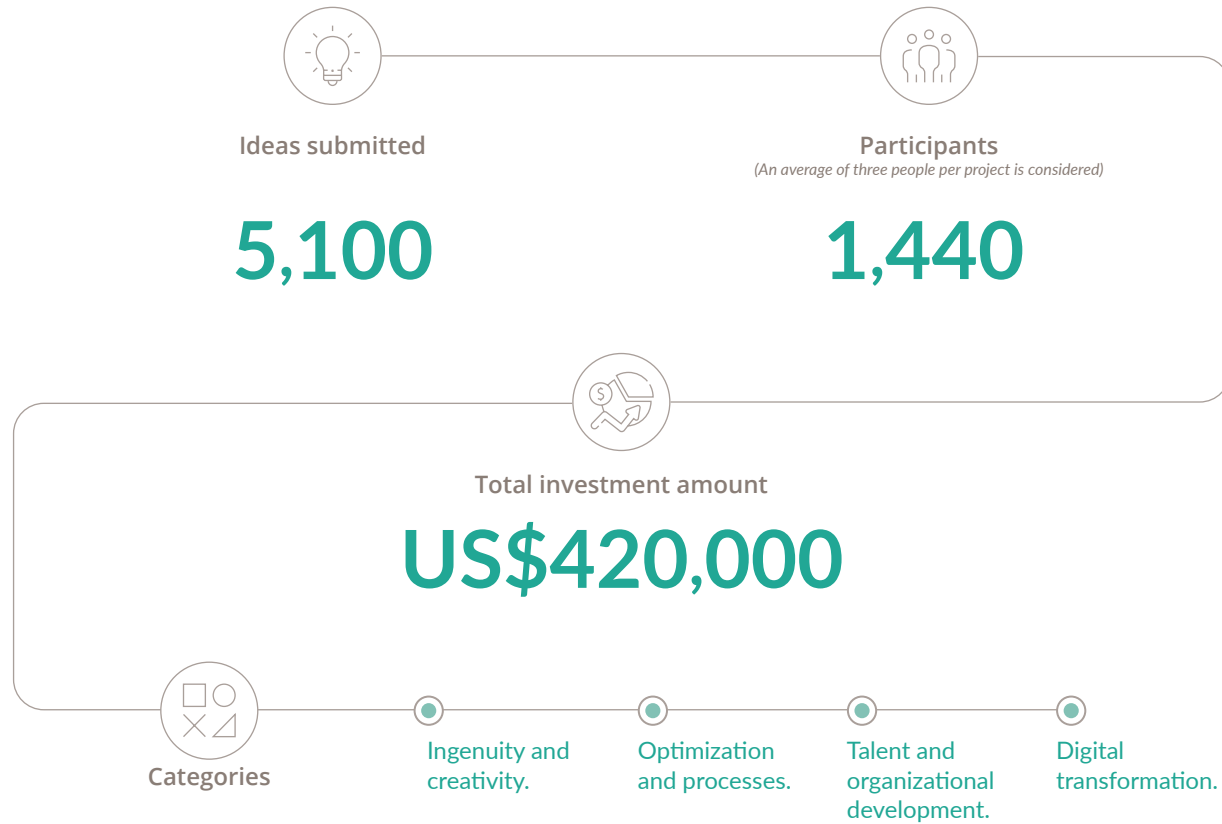 Ideas submitted
5,100
Participants
(An average of three people per project is considered)
1,440
$
Total investment amount
US$420,000
Categories
Ingenuity and
creativity.
Optimization
and processes.
Talent and
organizational
development.
Digital
transformation.